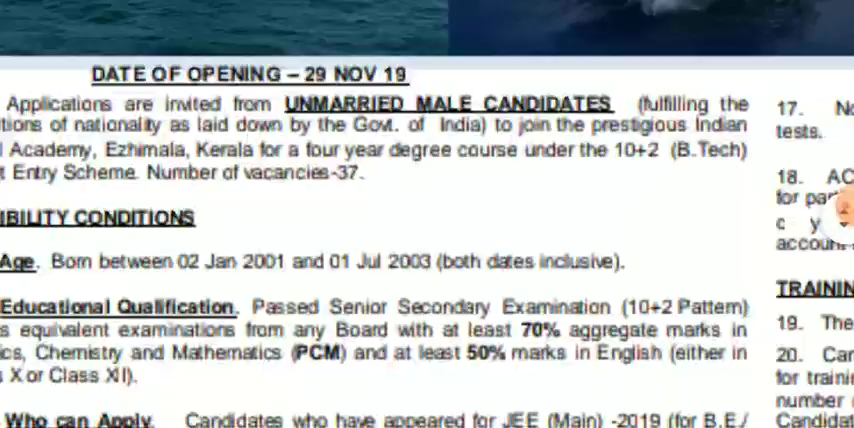 DATE OF OPENING – 29 NOV 19
Applications are invited from UNMARRIED MALE CANDIDATES (fulfilling the
tions of nationality as laid down by the Govt. of India) to join the prestigious Indian
l Academy, Ezhimala, Kerala for a four year degree course under the 10+2 (B.Tech)
t Entry Scheme. Number of vacancies-37.
IBILITY CONDITIONS
Age. Born between 02 Jan 2001 and 01 Jul 2003 (both dates inclusive).
Educational Qualification. Passed Senior Secondary Examination (10+2 Pattern)
s equivalent examinations from any Board with at least 70% aggregate marks in
ics, Chemistry and Mathematics (PCM) and at least 50% marks in English (either in
s X or Class XII).
Who can Apply. Candidates who have appeared for JEE (Main) -2019 (for B.E./
17. No
tests.
18. AC
for par
c y
account
TRAININ
19. The
20. Can
for traini
number
Candidat